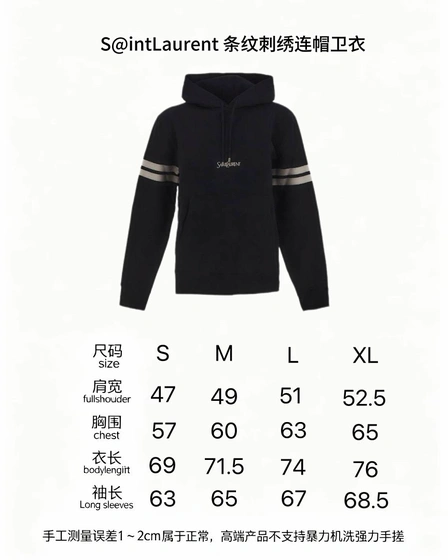 S@intLaurent 条纹刺绣连帽卫衣
尺码 S M L XL
size
肩宽 47 49 51 52.5
fullshouder
胸围 57 60 63 65
chest
衣长 69 71.5 74 76
bodylengiit
袖长 63 65 67 68.5
Long sleeves
手工测量误差1~2cm属于正常，高端产品不支持暴力机洗强力手搓